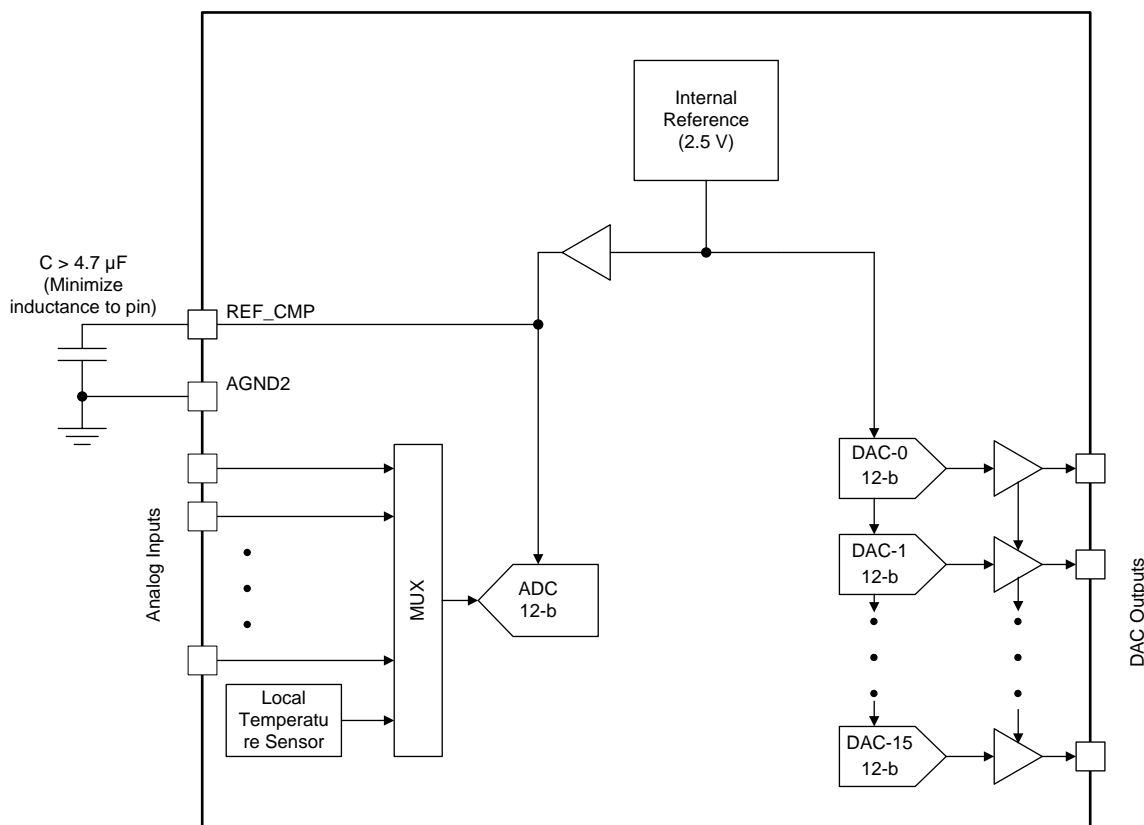 Internal
Reference
(2.5 V)
C > 4.7 µF
(Minimize
inductance to pin)
REF_CMP
AGND2
Analog Inputs
MUX
ADC
12-b
Local
Temperatu
re Sensor
DAC-0
12-b
DAC-1
12-b
DAC-15
12-b
DAC Outputs